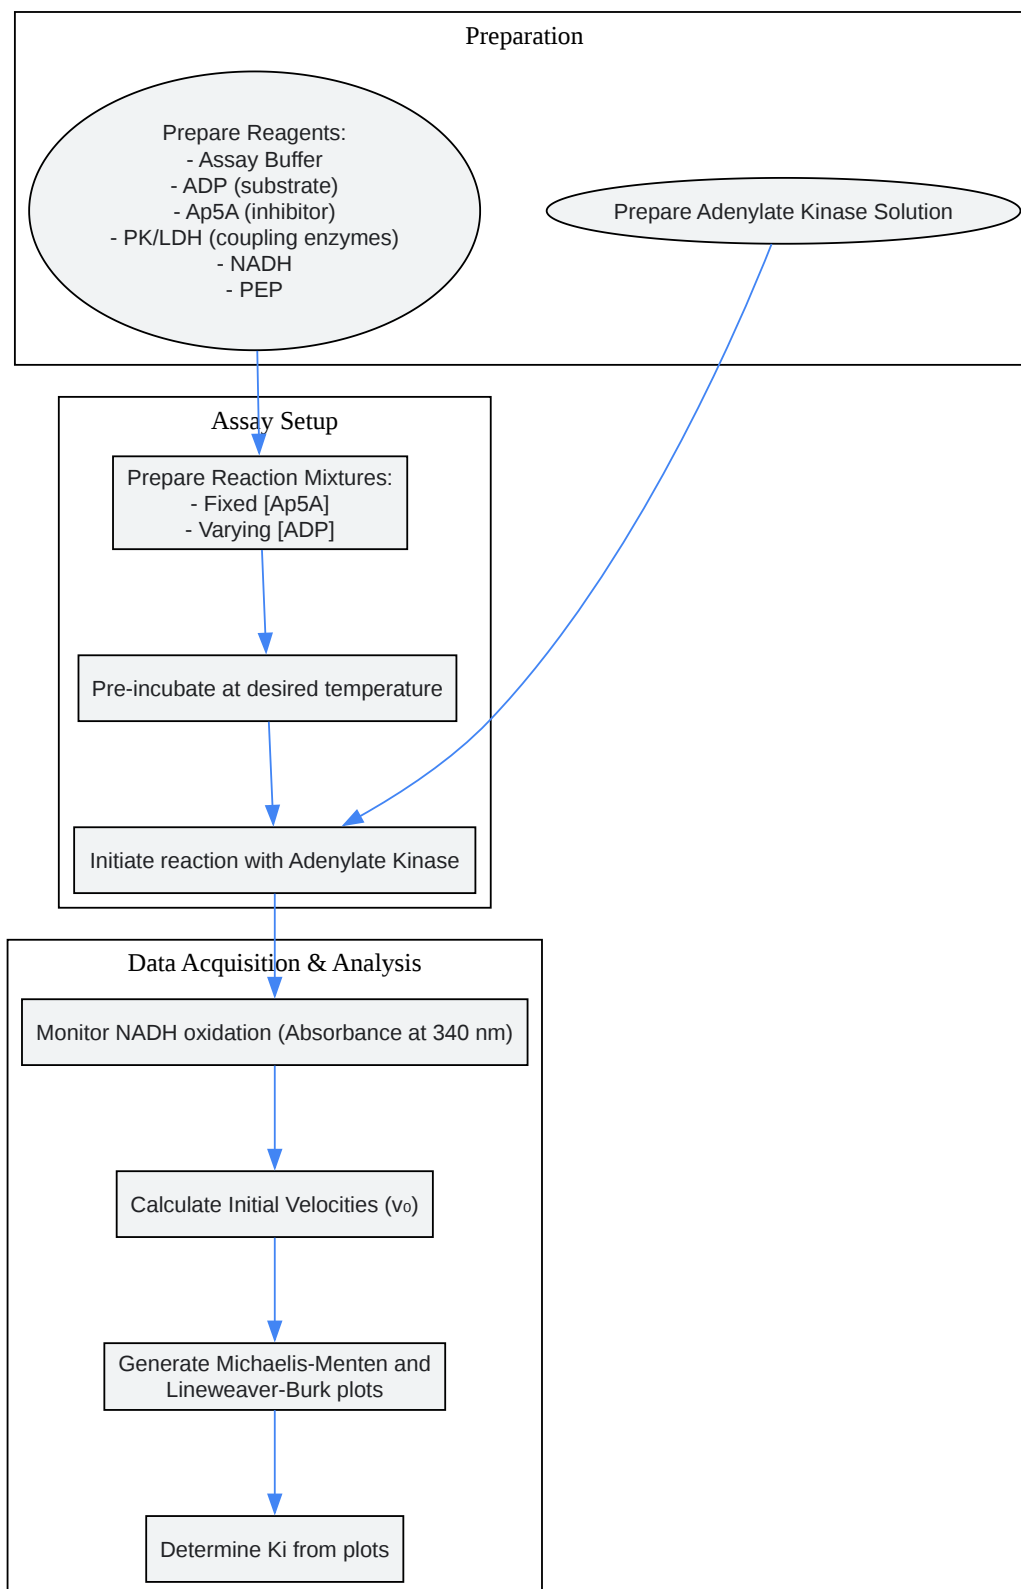 Preparation
Prepare Reagents:
- Assay Buffer
- ADP (substrate)
- Ap5A (inhibitor)
- PK/LDH (coupling enzymes)
- NADH
- PEP
Prepare Adenylate Kinase Solution
Assay Setup
Prepare Reaction Mixtures:
- Fixed [Ap5A]
- Varying [ADP]
Pre-incubate at desired temperature
Initiate reaction with Adenylate Kinase
Data Acquisition & Analysis
Monitor NADH oxidation (Absorbance at 340 nm)
Calculate Initial Velocities (v₀)
Generate Michaelis-Menten and
Lineweaver-Burk plots
Determine Ki from plots